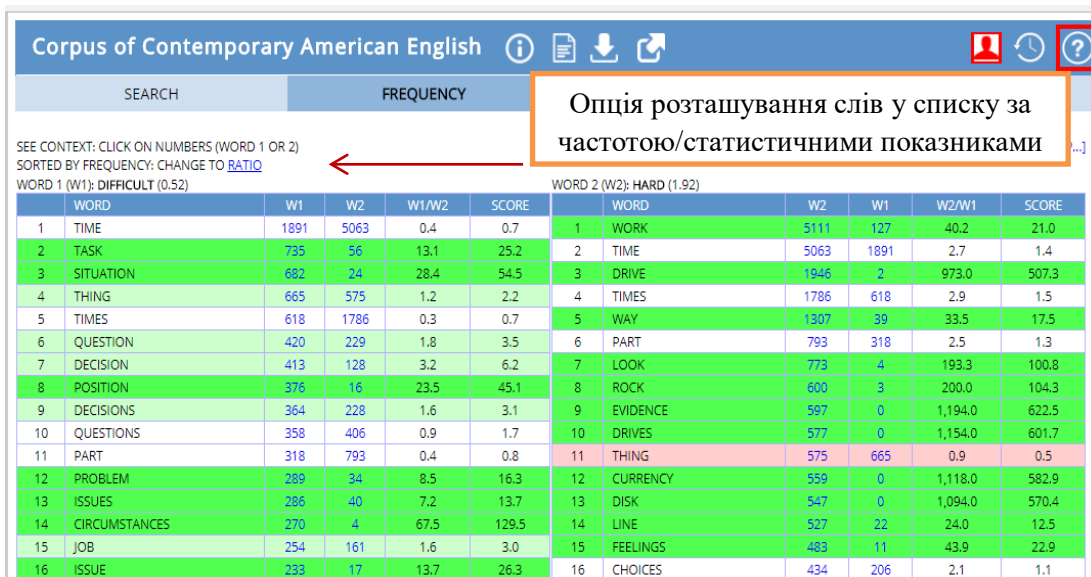 Corpus of Contemporary American English
SEARCH FREQUENCY
Опція розташування слів у списку за
частотою/статистичними показниками
SEE CONTEXT: CLICK ON NUMBERS (WORD 1 OR 2)
...]
SORTED BY FREQUENCY: CHANGE TO RATIO
WORD 1 (W1): DIFFICULT (0.52)
WORD W1 W2 W1/W2 SCORE
1 TIME 1891 5063 0.4 0.7
2 TASK 735 56 13.1 25.2
3 SITUATION 682 24 28.4 54.5
4 THING 665 575 1.2 2.2
5 TIMES 618 1786 0.3 0.7
6 QUESTION 420 229 1.8 3.5
7 DECISION 413 128 3.2 6.2
8 POSITION 376 16 23.5 45.1
9 DECISIONS 364 228 1.6 3.1
10 QUESTIONS 358 406 0.9 1.7
11 PART 318 793 0.4 0.8
12 PROBLEM 289 34 8.5 16.3
13 ISSUES 286 40 7.2 13.7
14 CIRCUMSTANCES 270 4 67.5 129.5
15 JOB 254 161 1.6 3.0
16 ISSUE 233 17 13.7 26.3
WORD 2 (W2): HARD (1.92)
WORD W2 W1 W2/W1 SCORE
1 WORK 5111 127 40.2 21.0
2 TIME 5063 1891 2.7 1.4
3 DRIVE 1946 2 973.0 507.3
4 TIMES 1786 618 2.9 1.5
5 WAY 1307 39 33.5 17.5
6 PART 793 318 2.5 1.3
7 LOOK 773 4 193.3 100.8
8 ROCK 600 3 200.0 104.3
9 EVIDENCE 597 0 1,194.0 622.5
10 DRIVES 577 0 1,154.0 601.7
11 THING 575 665 0.9 0.5
12 CURRENCY 559 0 1,118.0 582.9
13 DISK 547 0 1,094.0 570.4
14 LINE 527 22 24.0 12.5
15 FEELINGS 483 11 43.9 22.9
16 CHOICES 434 206 2.1 1.1